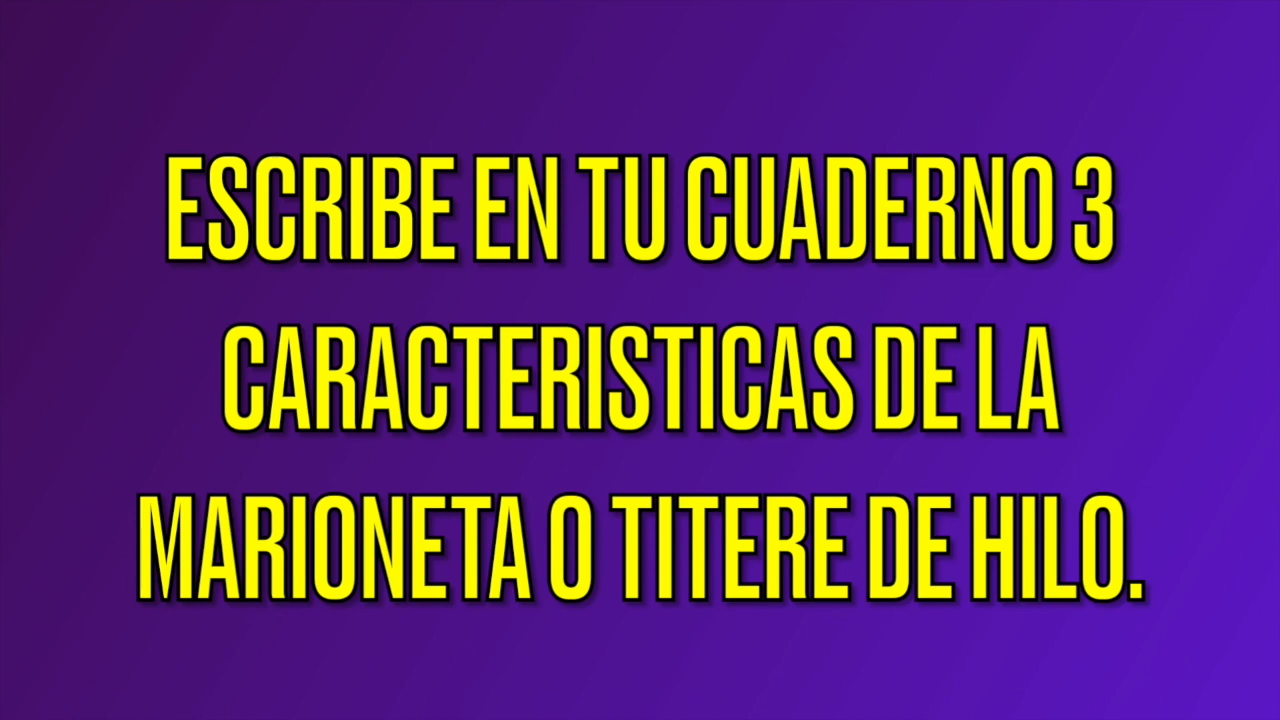 ESCRIBE EN TU CUADERNO 3
CARACTERISTICAS DE LA
MARIONETA O TITERE DE HILO.